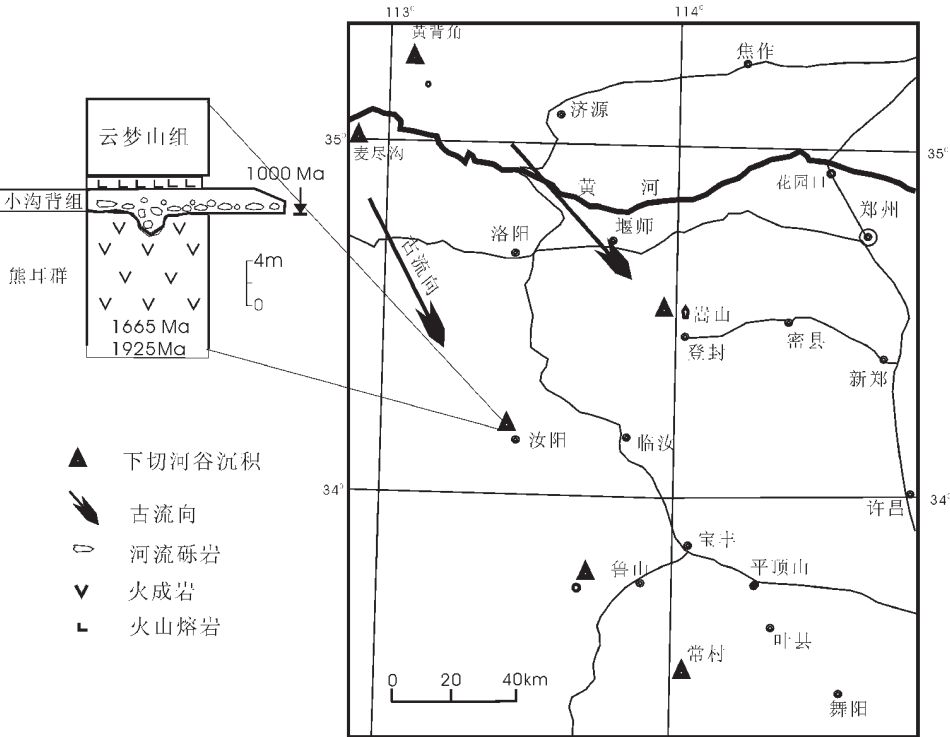 113°
114°
黄背角
焦作
济源
35°
35°
麦尽沟
黄 河
花园口
郑州
洛阳
偃师
古流向
嵩山
登封
密县
新郑
汝阳
临汝
34°
34°
许昌
宝丰
鲁山
平顶山
叶县
常村
舞阳
0 20 40km
云梦山组
1000 Ma
小沟背组
熊耳群
4m
0
1665 Ma
1925Ma
下切河谷沉积
古流向
河流砾岩
火成岩
火山熔岩